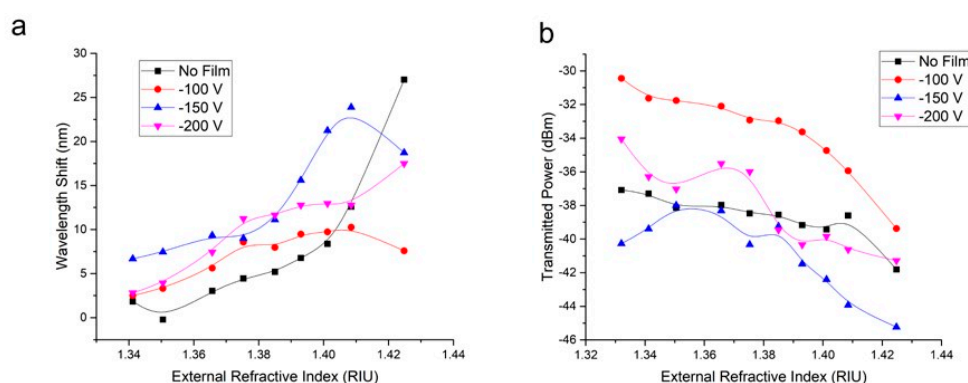 a
30
25
20
15
10
5
0
Wavelength Shift (nm)
No Film
-100 V
-150 V
-200 V
1.34
1.36
1.38
1.40
1.42
1.44
External Refractive Index (RIU)
b
-30
-32
-34
-36
-38
-40
-42
-44
-46
Transmitted Power (dBm)
No Film
-100 V
-150 V
-200 V
1.32
1.34
1.36
1.38
1.40
1.42
1.44
External Refractive Index (RIU)